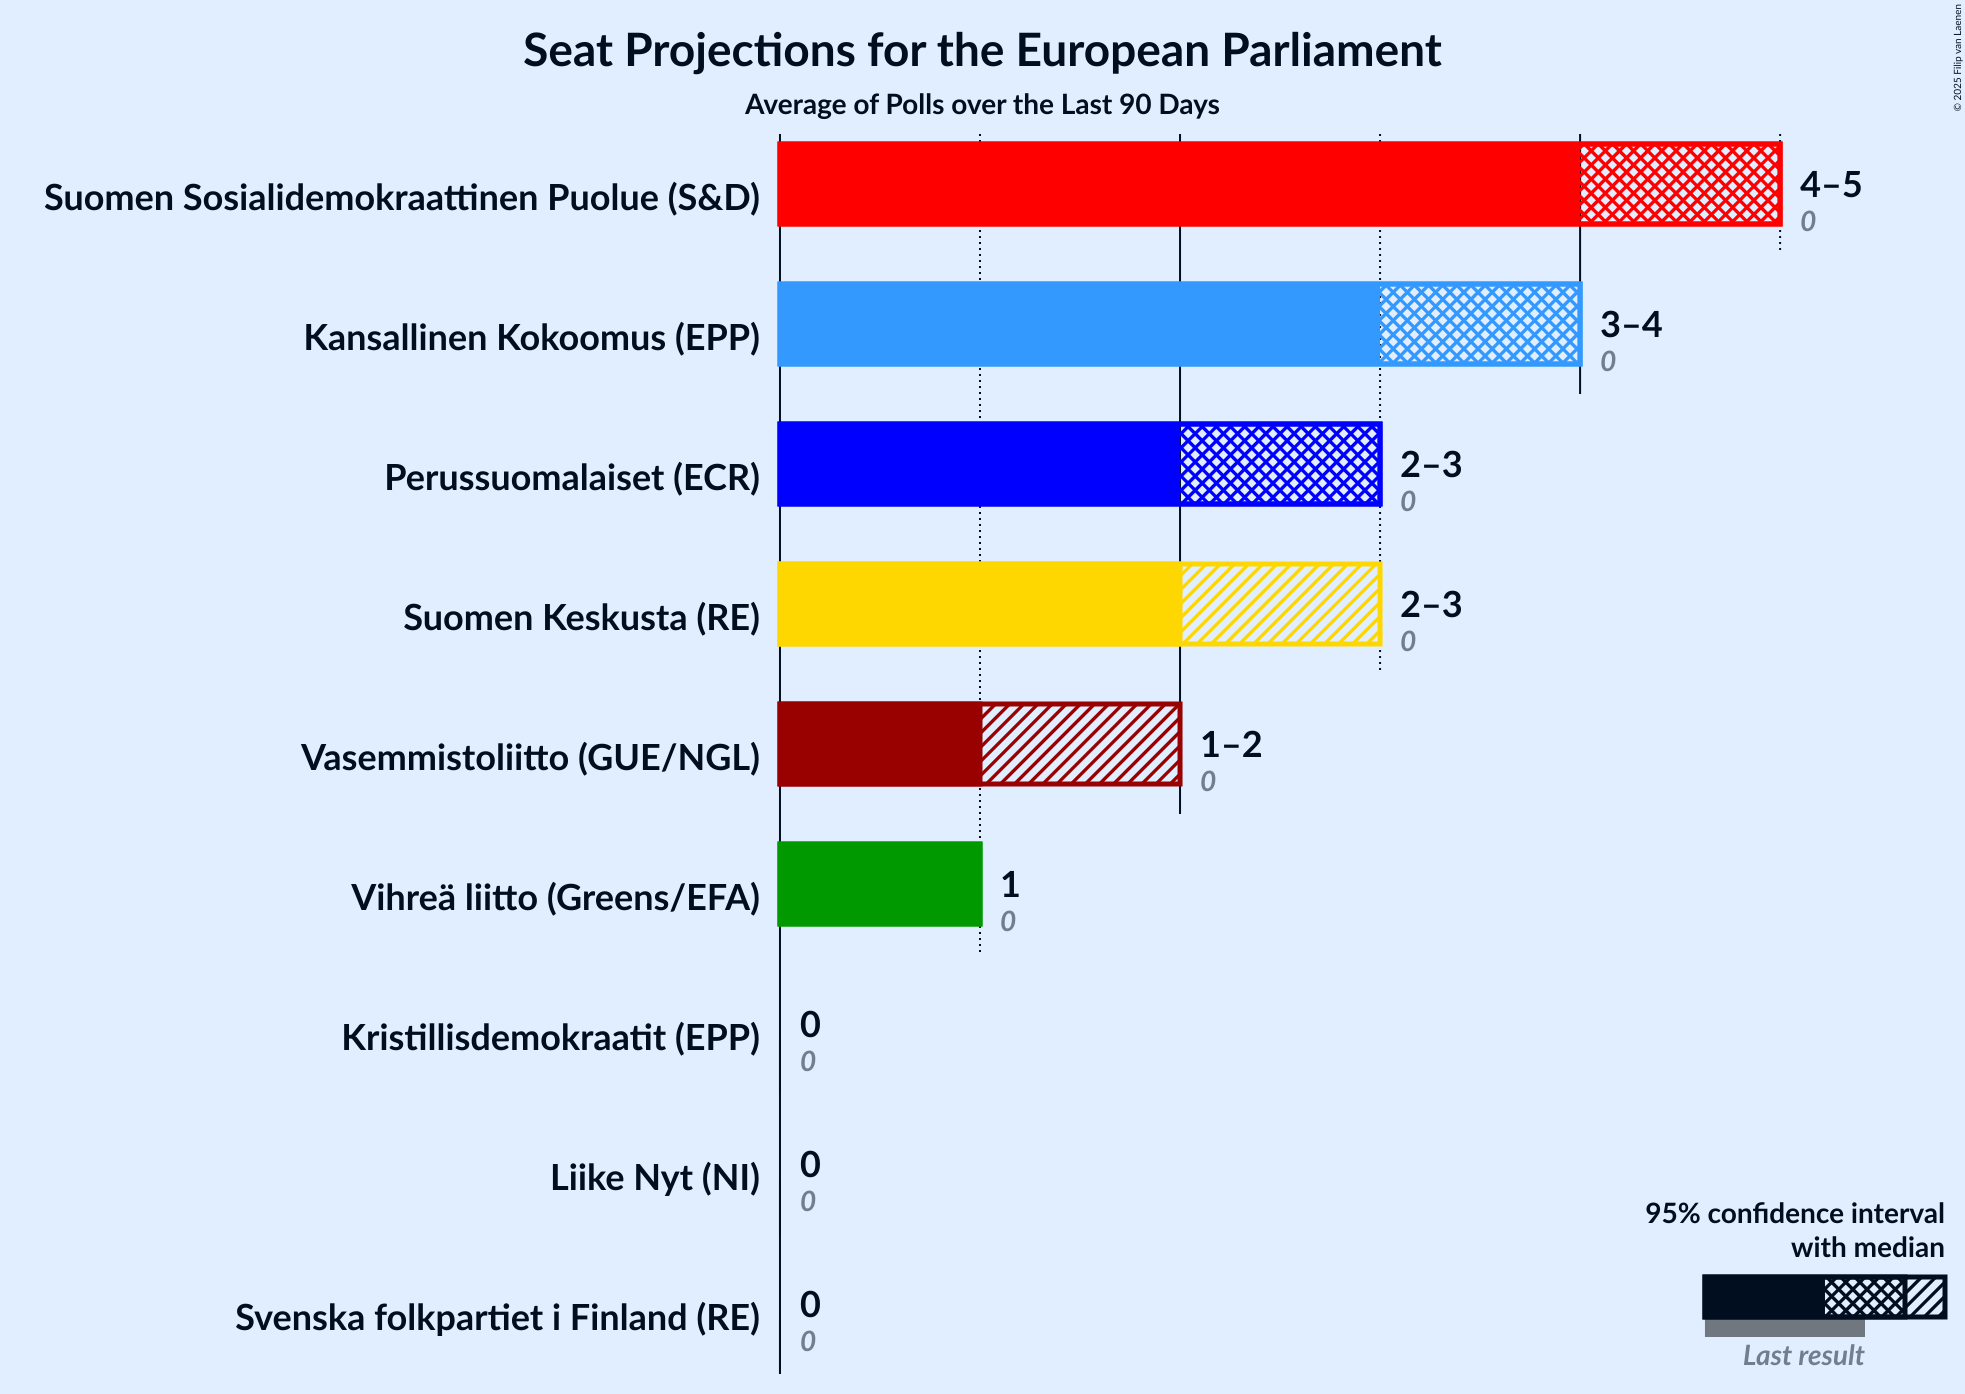 Seat Projections for the European Parliament
Average of Polls over the Last 90 Days
© 2025 Filip van Laenen
Suomen Sosialidemokraattinen Puolue (S&D)
4–5
0
Kansallinen Kokoomus (EPP)
3–4
0
Perussuomalaiset (ECR)
2–3
0
Suomen Keskusta (RE)
2–3
0
Vasemmistoliitto (GUE/NGL)
1–2
0
Vihreä liitto (Greens/EFA)
1
0
Kristillisdemokraatit (EPP)
0
0
Liike Nyt (NI)
0
0
Svenska folkpartiet i Finland (RE)
0
0
95% confidence interval
with median
Last result